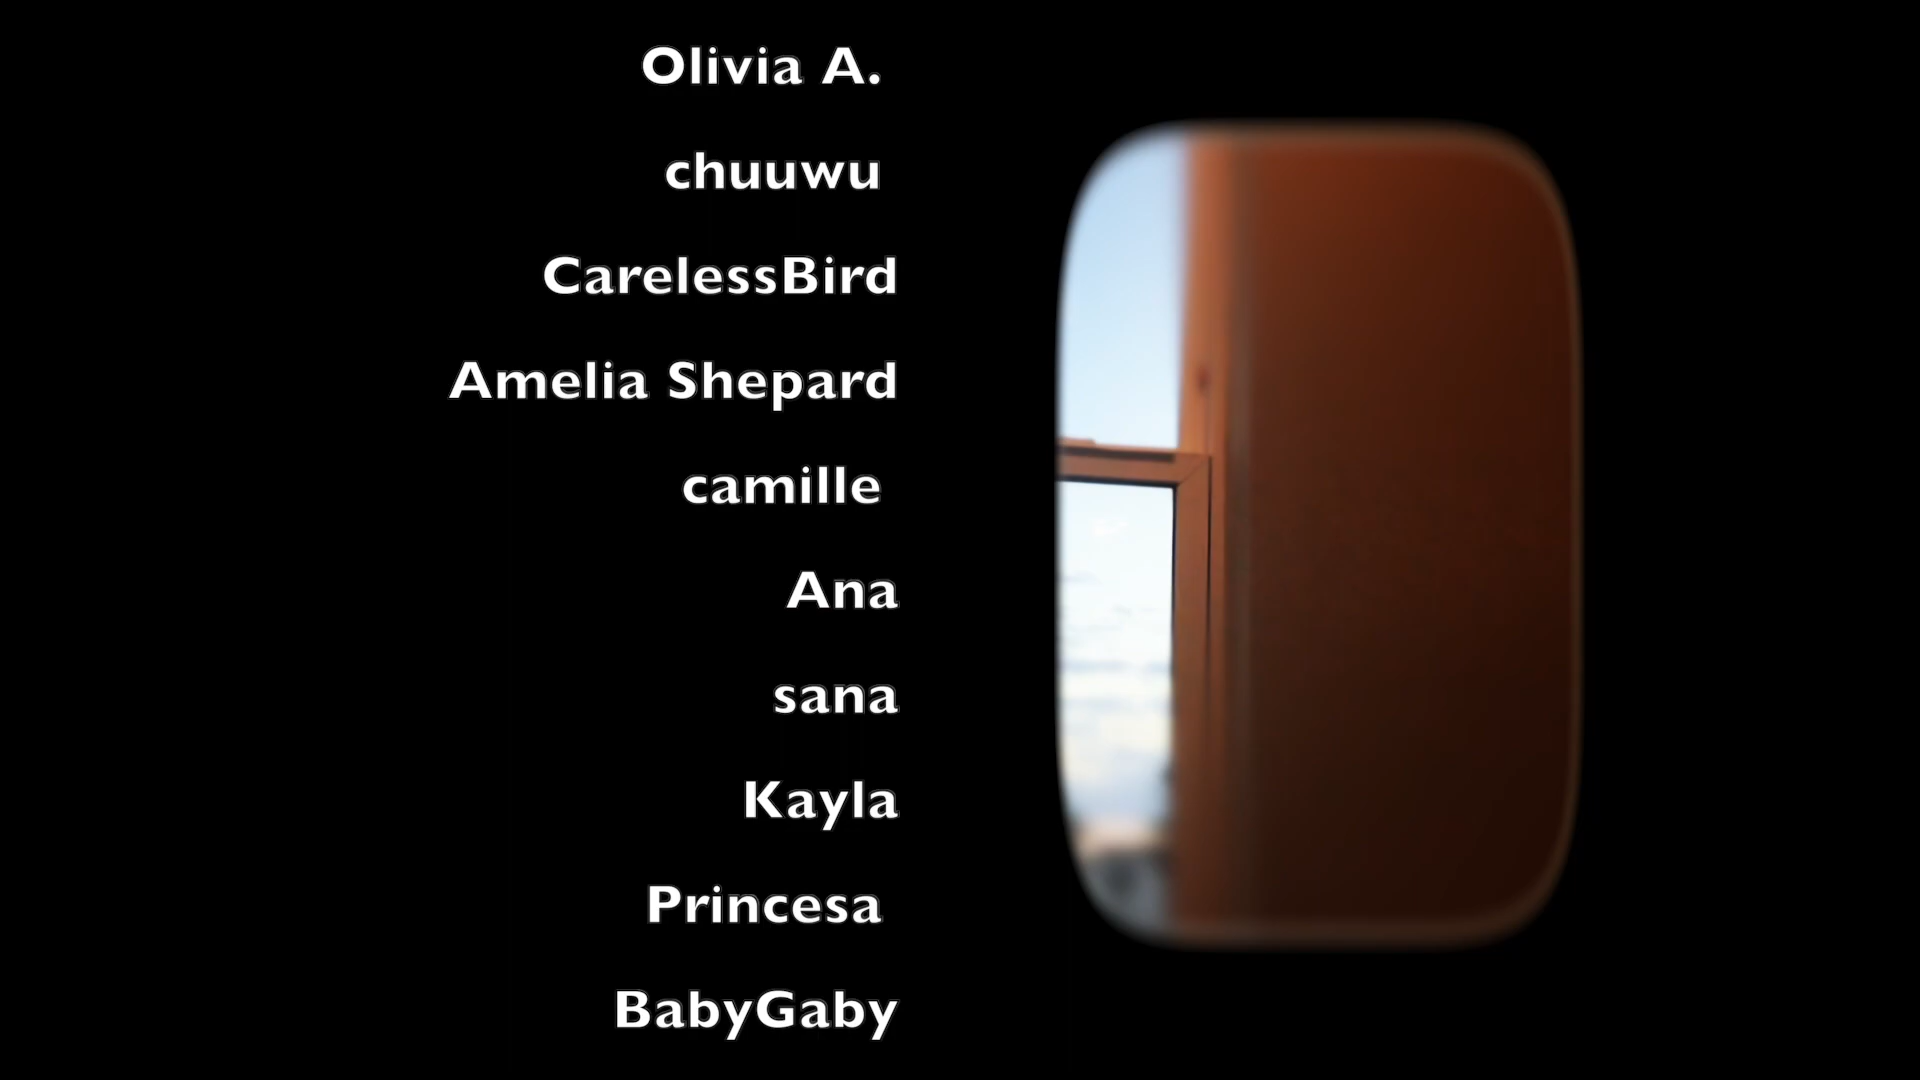 Olivia A.
chuuwu
CarelessBird
Amelia Shepard
camille
Ana
sana
Kayla
Princesa
BabyGaby